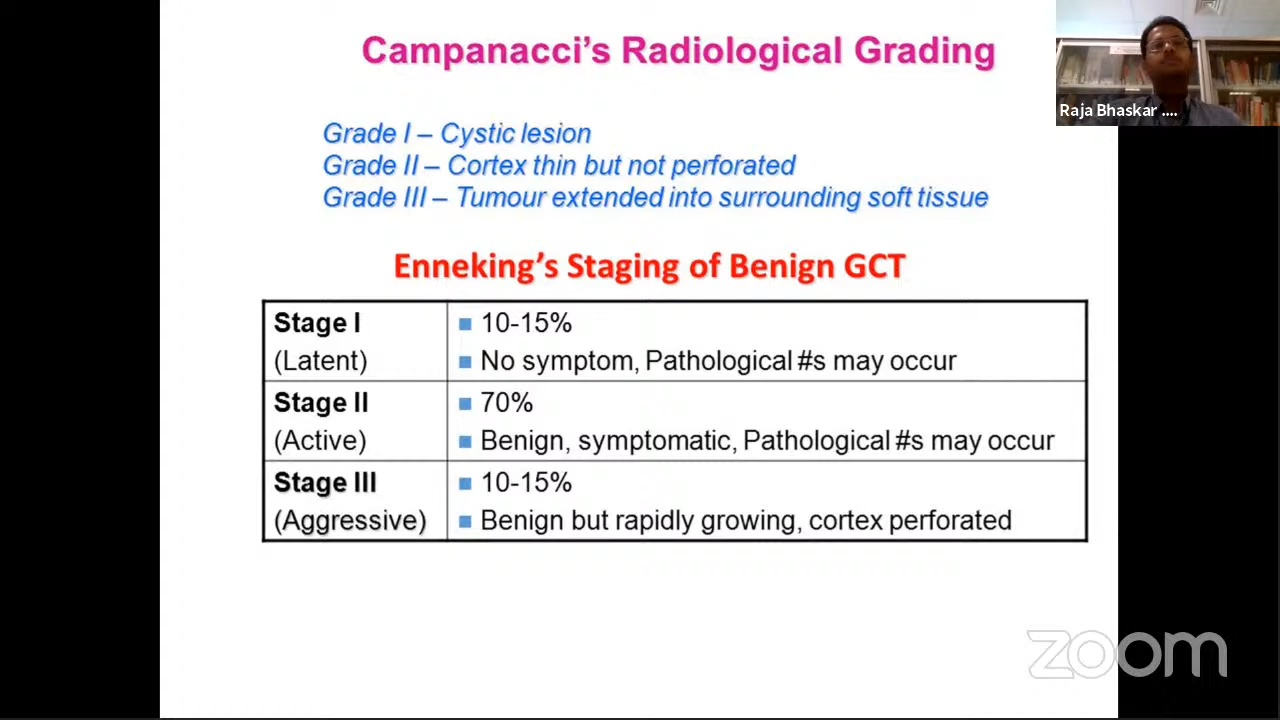 Campanacci's Radiological Grading
Raja Bhaskar ....
Grade I – Cystic lesion
Grade II – Cortex thin but not perforated
Grade III – Tumour extended into surrounding soft tissue
Enneking's Staging of Benign GCT
Stage I
(Latent)
10-15%
No symptom, Pathological #s may occur
Stage II
(Active)
70%
Benign, symptomatic, Pathological #s may occur
Stage III
(Aggressive)
10-15%
Benign but rapidly growing, cortex perforated
zoom